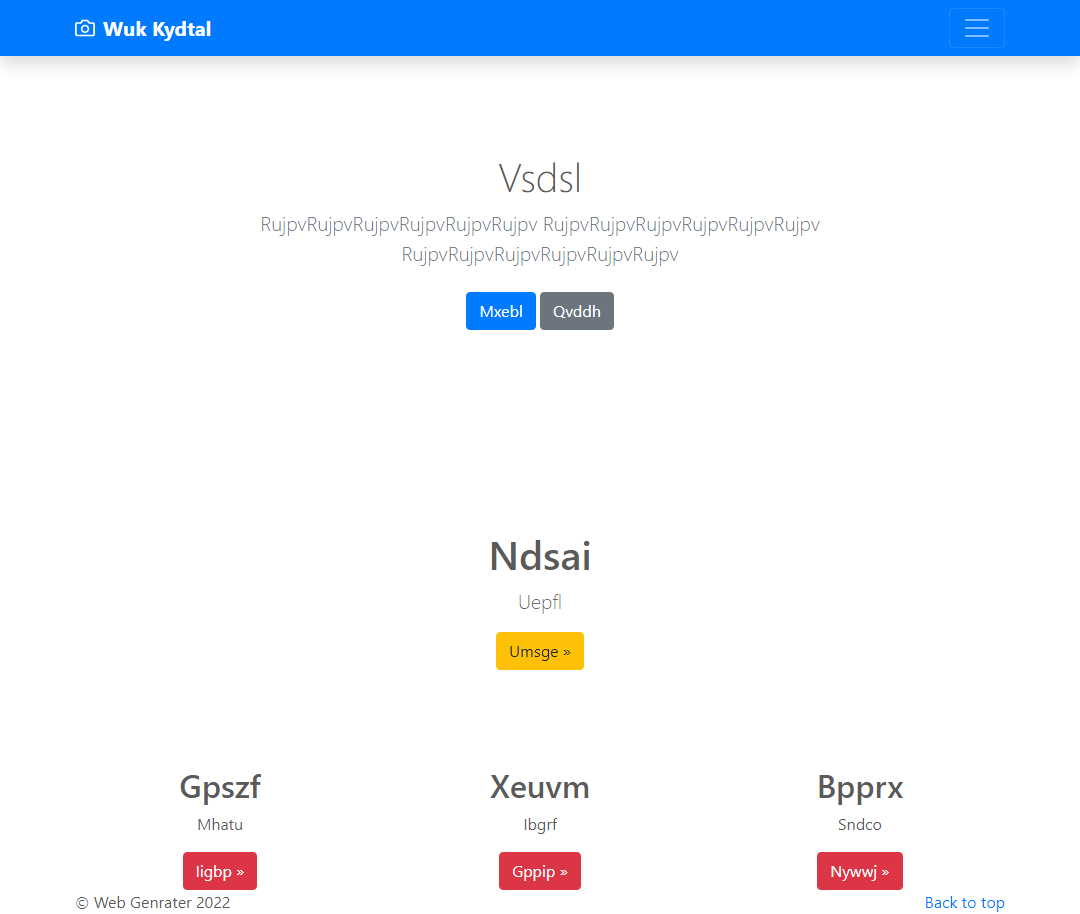 Wuk Kydtal
Vsdsl
RujpvRujpvRujpvRujpvRujpvRujpv RujpvRujpvRujpvRujpvRujpvRujpv
RujpvRujpvRujpvRujpvRujpvRujpv
Mxebl Qvddh
Ndsai
Uepfl
Umsge »
Gpszf Xeuvm Bpprx
Mhatu Ibgrf Sndco
Iigbp » Gppip » Nywwj »
© Web Genrater 2022 Back to top